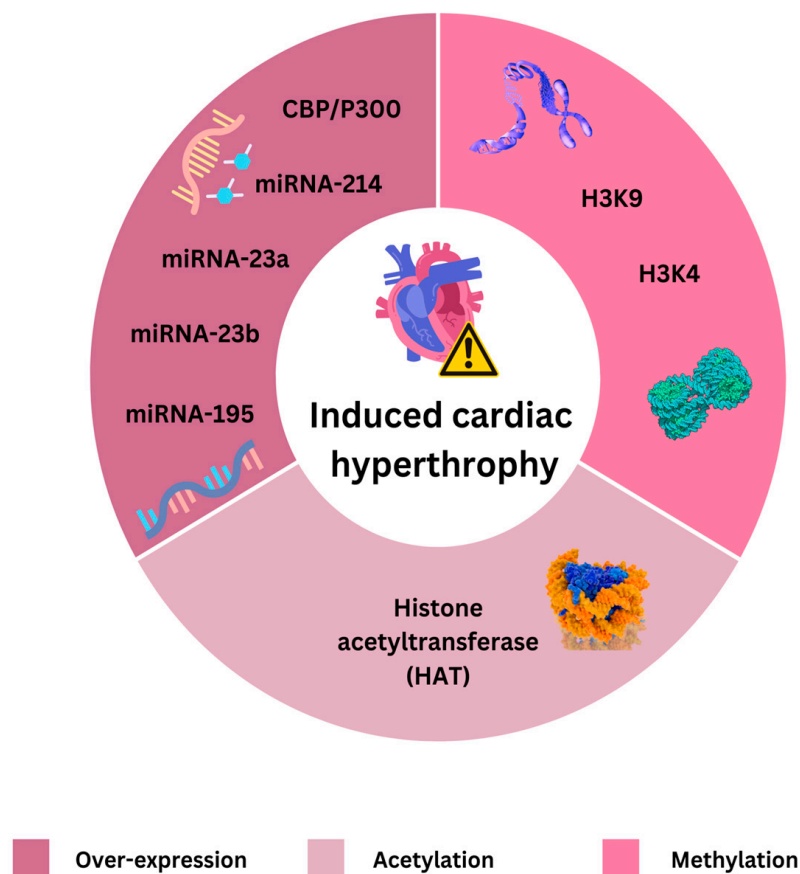 CBP/P300
miRNA-214
miRNA-23a
miRNA-23b
miRNA-195
H3K9
H3K4
Induced cardiac
hyperthrophy
Histone
acetyltransferase
(HAT)
Over-expression
Acetylation
Methylation